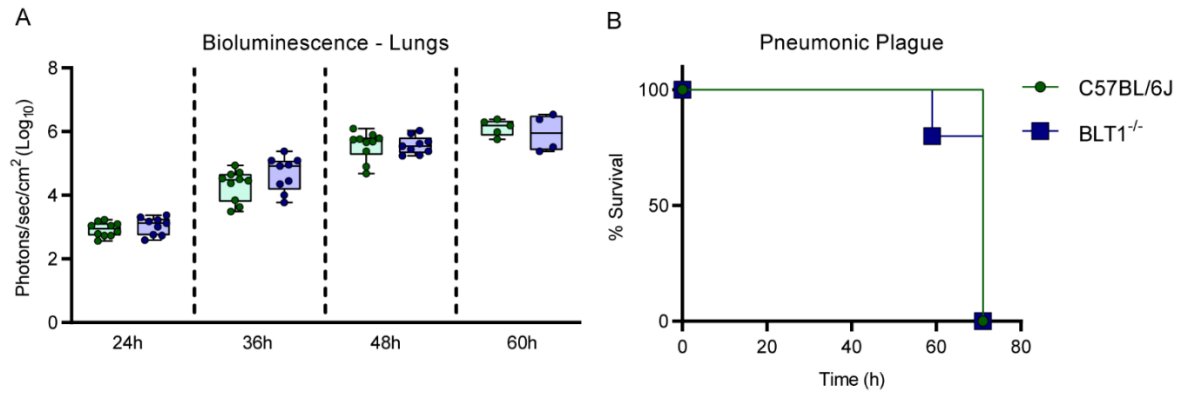 A
Bioluminescence - Lungs
Photons/sec/cm² (Log₁₀)
8
6
4
2
0
24h
36h
48h
60h
B
Pneumonic Plague
% Survival
100
50
0
0
20
40
60
80
Time (h)
C57BL/6J
BLT1⁻/⁻